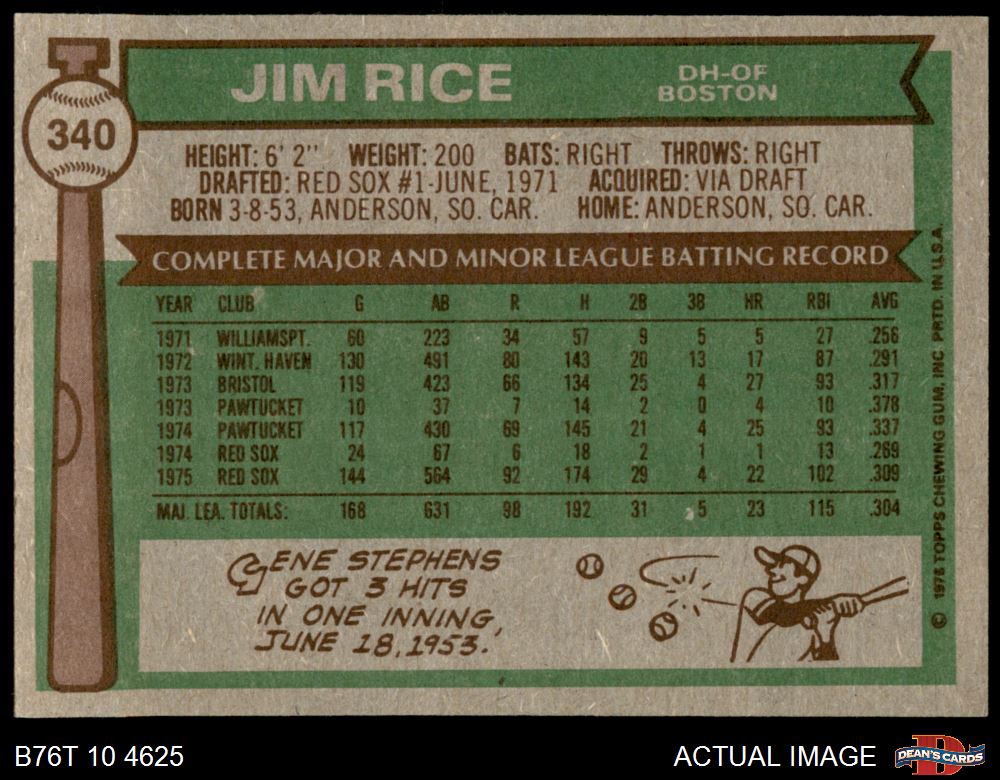 340
JIM RICE
DH-OF
BOSTON
HEIGHT: 6' 2" WEIGHT: 200 BATS: RIGHT THROWS: RIGHT
DRAFTED: RED SOX #1-JUNE, 1971 ACQUIRED: VIA DRAFT
BORN 3-8-53, ANDERSON, SO. CAR. HOME: ANDERSON, SO. CAR.
COMPLETE MAJOR AND MINOR LEAGUE BATTING RECORD
YEAR CLUB G AB R H 2B 3B HR RBI AVG
1971 WILLIAMSPT. 60 223 34 57 9 5 5 27 .256
1972 WINT. HAVEN 130 491 80 143 20 13 17 87 .291
1973 BRISTOL 119 423 66 134 25 4 27 93 .317
1973 PAWTUCKET 10 37 7 14 2 0 4 10 .378
1974 PAWTUCKET 117 430 69 145 21 4 25 93 .337
1974 RED SOX 24 67 6 18 2 1 1 13 .269
1975 RED SOX 144 564 92 174 29 4 22 102 .309
MAJ. LEA. TOTALS: 168 631 98 192 31 5 23 115 .304
GENE STEPHENS
GOT 3 HITS
IN ONE INNING,
JUNE 18, 1953.
© 1976 TOPPS CHEWING GUM, INC PRTD. IN U.S.A.
B76T 10 4625
ACTUAL IMAGE
D
DEAN'S CARDS